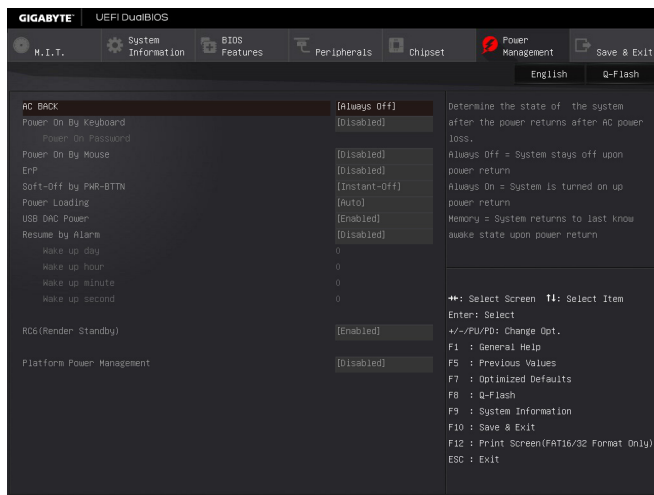 GIGABYTE™ UEFI DualBIOS
M.I.T.
System
Information
BIOS
Features
Peripherals
Chipset
Power
Management
Save & Exit
English Q-Flash
AC BACK [Always Off]
Power On By Keyboard [Disabled]
Power On Password
Power On By Mouse [Disabled]
ErP [Disabled]
Soft-Off by PWR-BTTN [Instant-Off]
Power Loading [Auto]
USB DAC Power [Enabled]
Resume by Alarm [Disabled]
Wake up day 0
Wake up hour 0
Wake up minute 0
Wake up second 0
RC6(Render Standby) [Enabled]
Platform Power Management [Disabled]
Determine the state of the system
after the power returns after AC power
loss.
Always Off = System stays off upon
power return
Always On = System is turned on up
power return
Memory = System returns to last know
awake state upon power return
→←: Select Screen ↑↓: Select Item
Enter: Select
+/-/PU/PD: Change Opt.
F1 : General Help
F5 : Previous Values
F7 : Optimized Defaults
F8 : Q-Flash
F9 : System Information
F10 : Save & Exit
F12 : Print Screen(FAT16/32 Format Only)
ESC : Exit